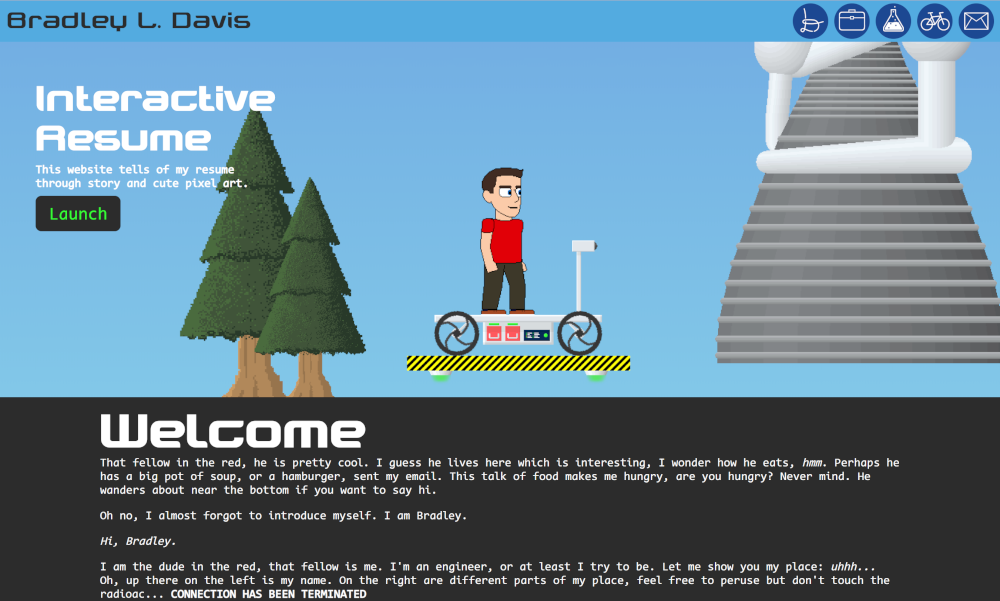 Bradley L. Davis
Interactive
Resume
This website tells of my resume
through story and cute pixel art.
Launch
Welcome
That fellow in the red, he is pretty cool. I guess he lives here which is interesting, I wonder how he eats, hmm. Perhaps he
has a big pot of soup, or a hamburger, sent my email. This talk of food makes me hungry, are you hungry? Never mind. He
wanders about near the bottom if you want to say hi.
Oh no, I almost forgot to introduce myself. I am Bradley.
Hi, Bradley.
I am the dude in the red, that fellow is me. I'm an engineer, or at least I try to be. Let me show you my place: uhhh...
Oh, up there on the left is my name. On the right are different parts of my place, feel free to peruse but don't touch the
radioac... CONNECTION HAS BEEN TERMINATED